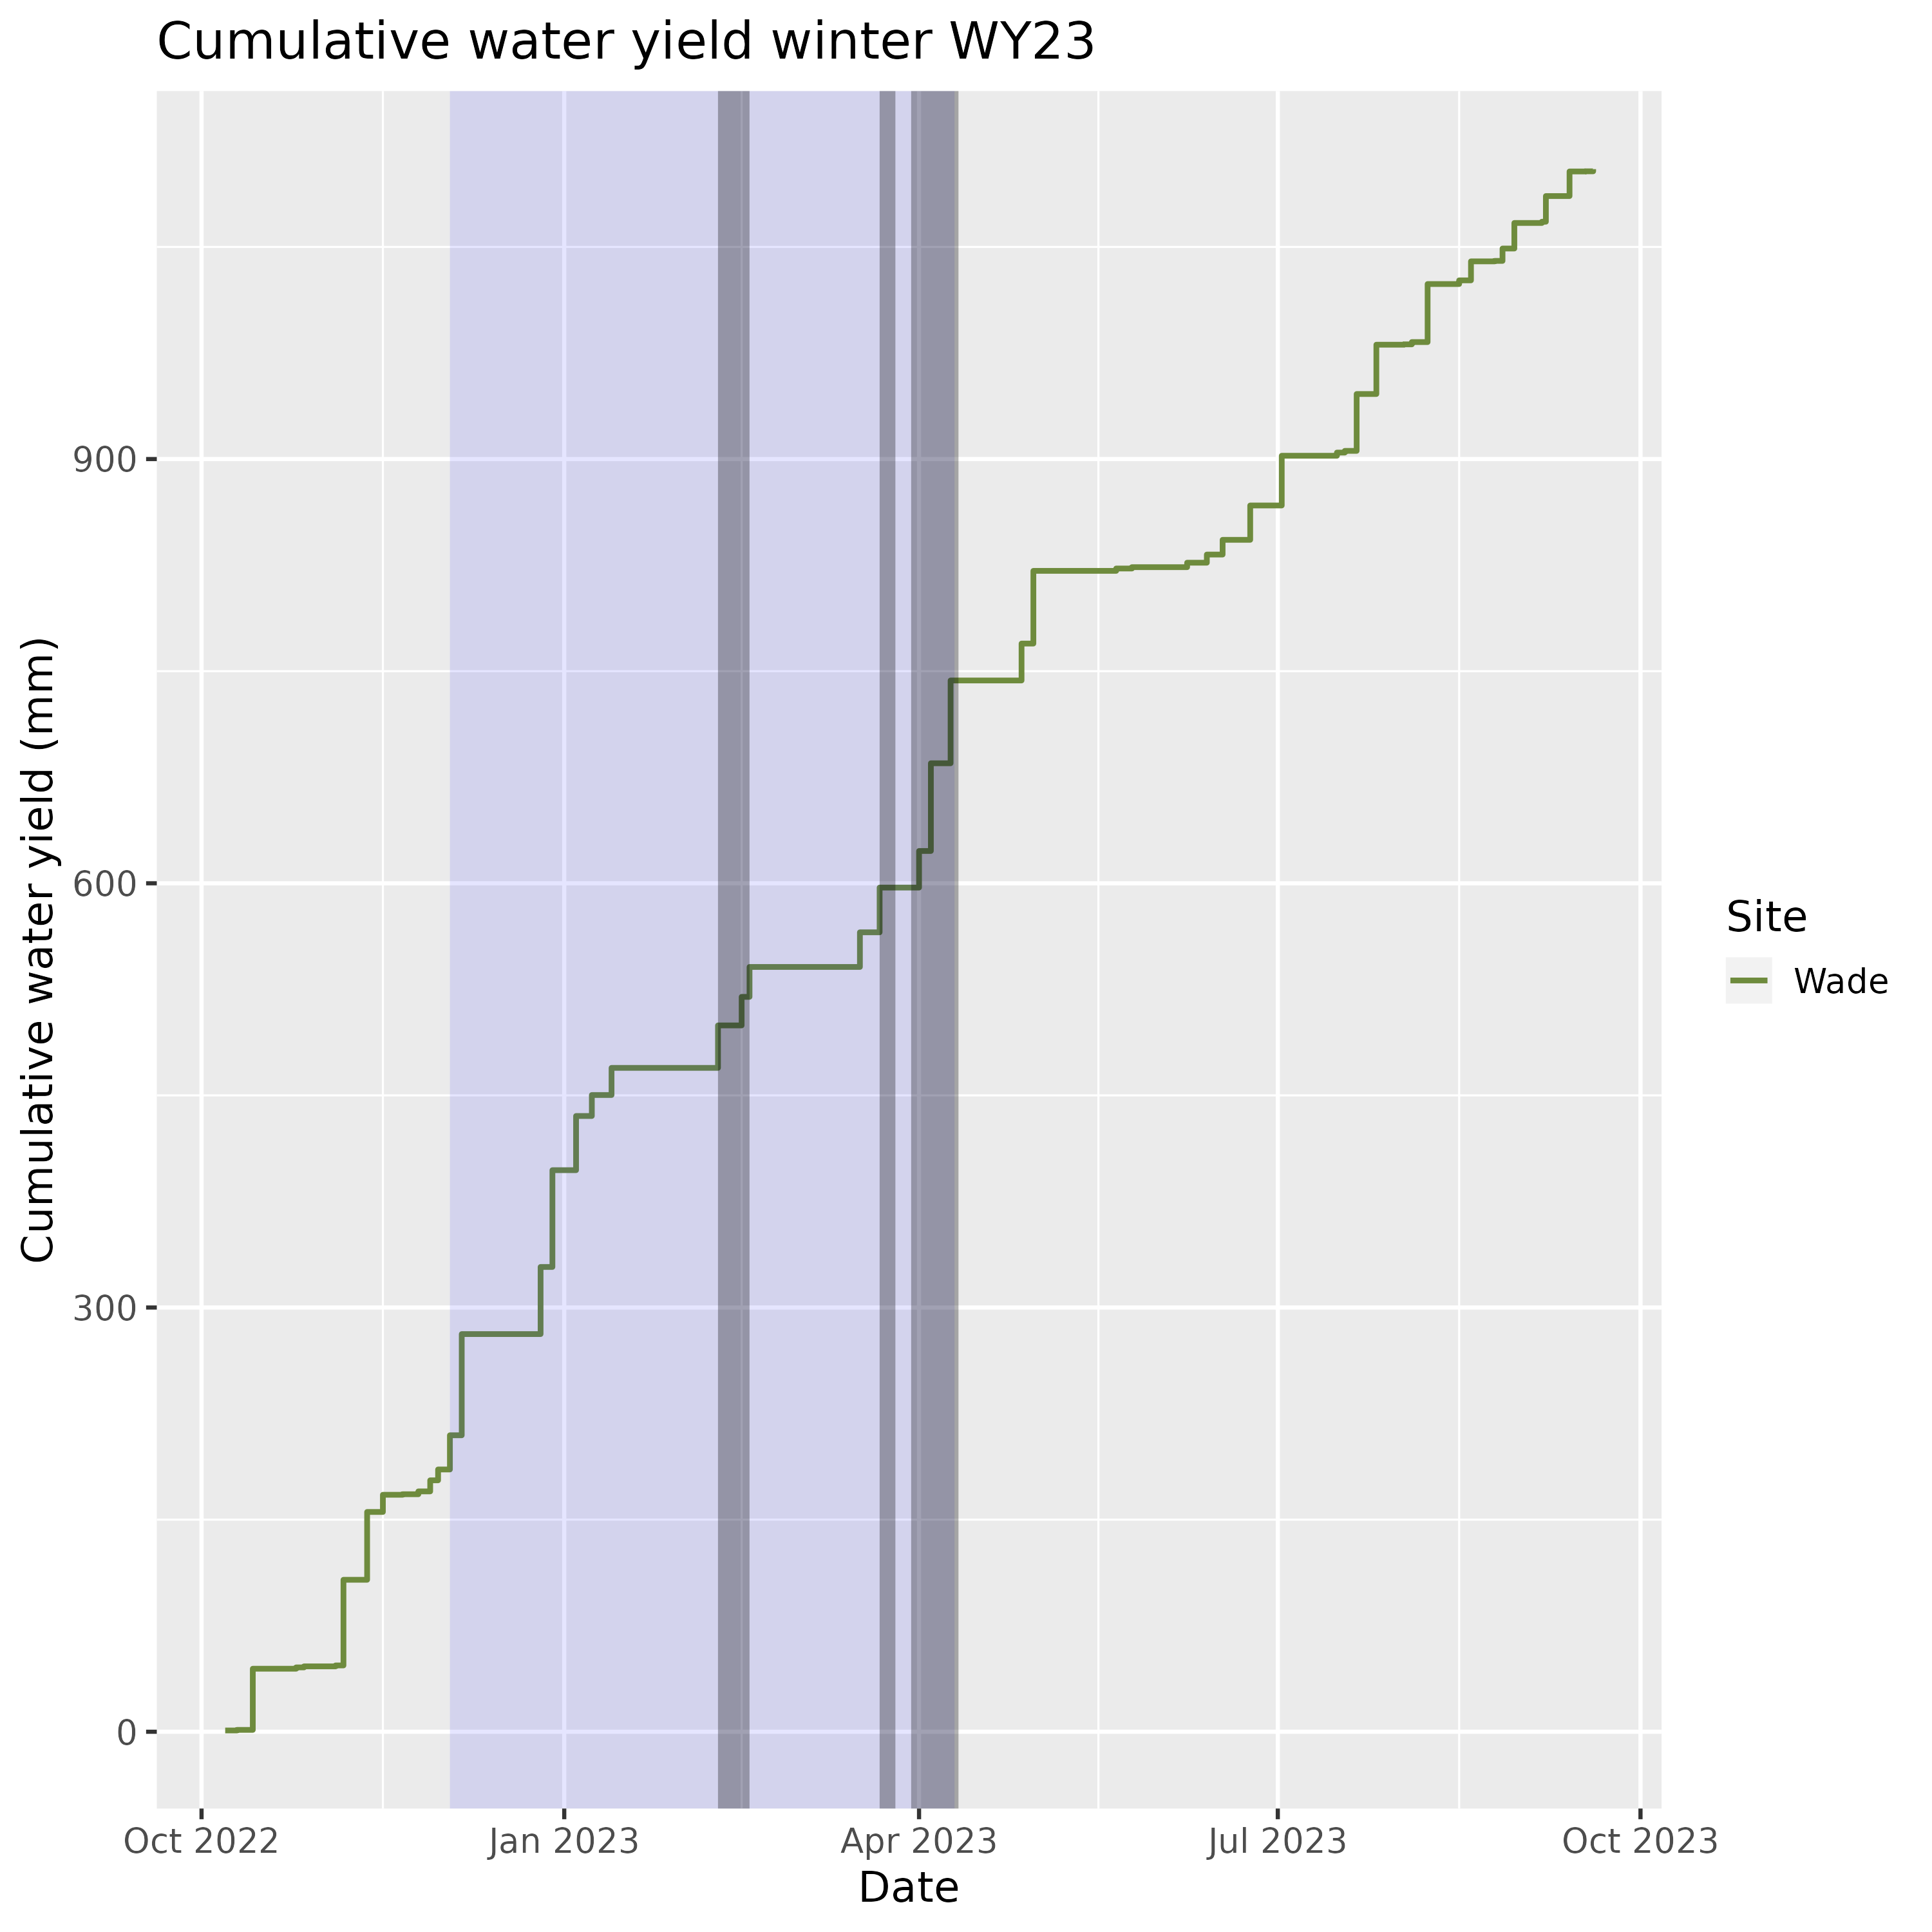 Cumulative water yield winter WY23
Cumulative water yield (mm)
900
600
300
0
Oct 2022
Jan 2023
Apr 2023
Jul 2023
Oct 2023
Date
Site
Wade